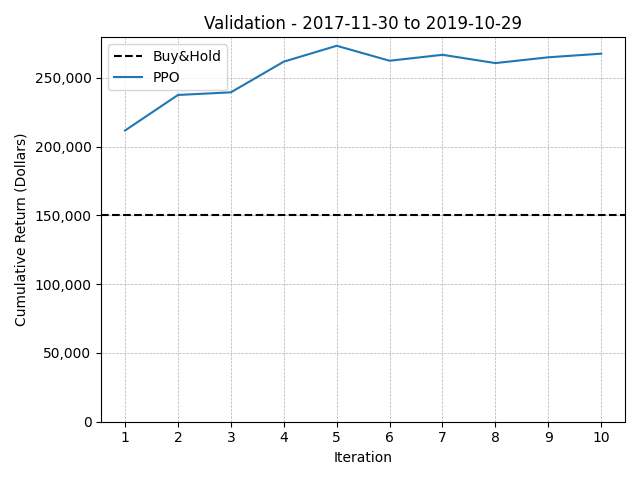 Validation - 2017-11-30 to 2019-10-29
Buy&Hold
PPO
Cumulative Return (Dollars)
250,000
200,000
150,000
100,000
50,000
0
1 2 3 4 5 6 7 8 9 10
Iteration